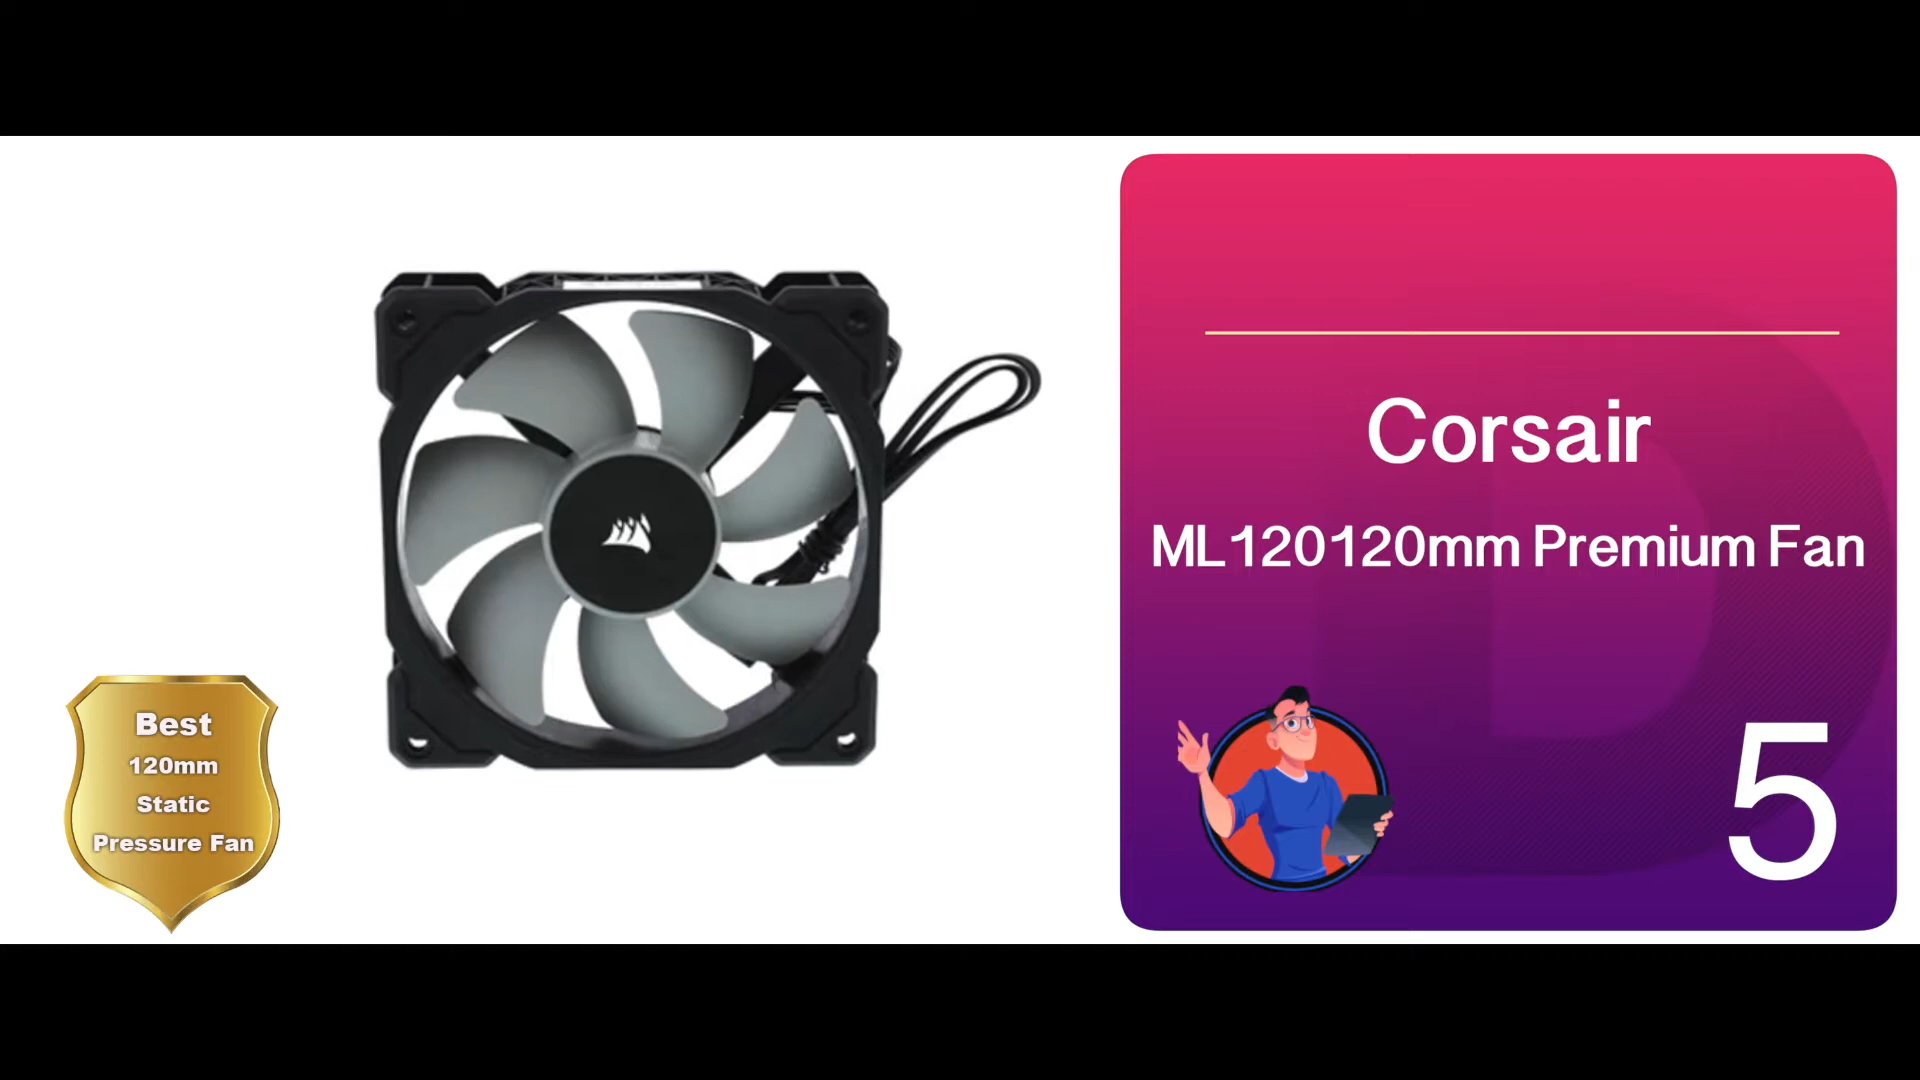 Best
120mm
Static
Pressure Fan
Corsair
ML120120mm Premium Fan
5